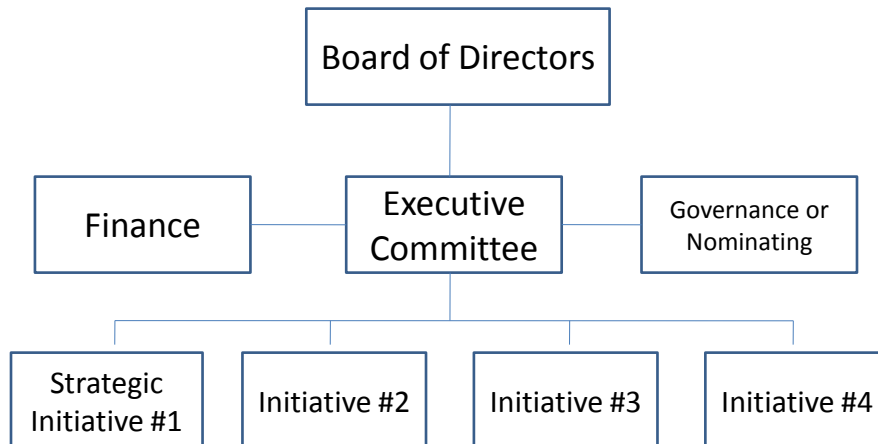 Board of Directors
Finance
Executive
Committee
Governance or
Nominating
Strategic
Initiative #1
Initiative #2
Initiative #3
Initiative #4